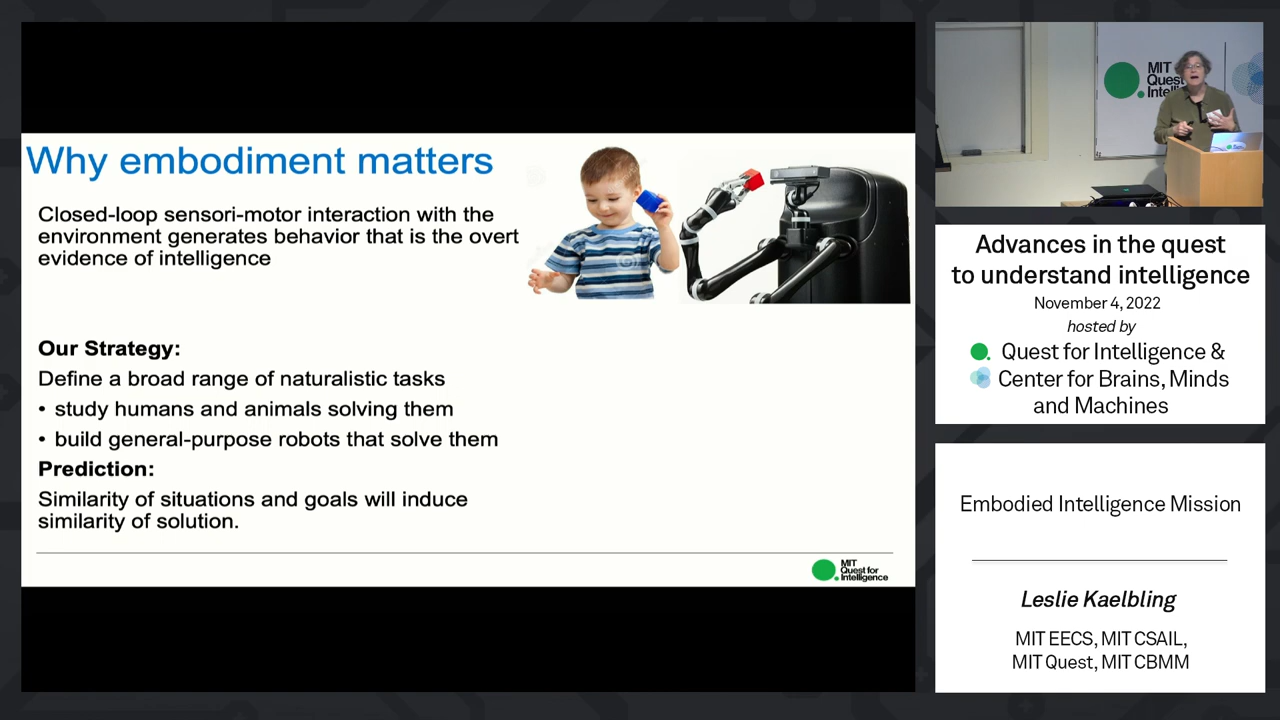 Why embodiment matters
Closed-loop sensori-motor interaction with the
environment generates behavior that is the overt
evidence of intelligence
Our Strategy:
Define a broad range of naturalistic tasks
• study humans and animals solving them
• build general-purpose robots that solve them
Prediction:
Similarity of situations and goals will induce
similarity of solution.
MIT
Quest for
Intelligence
MIT
Quest
Inte
Advances in the quest
to understand intelligence
November 4, 2022
hosted by
Quest for Intelligence &
Center for Brains, Minds
and Machines
Embodied Intelligence Mission
Leslie Kaelbling
MIT EECS, MIT CSAIL,
MIT Quest, MIT CBMM